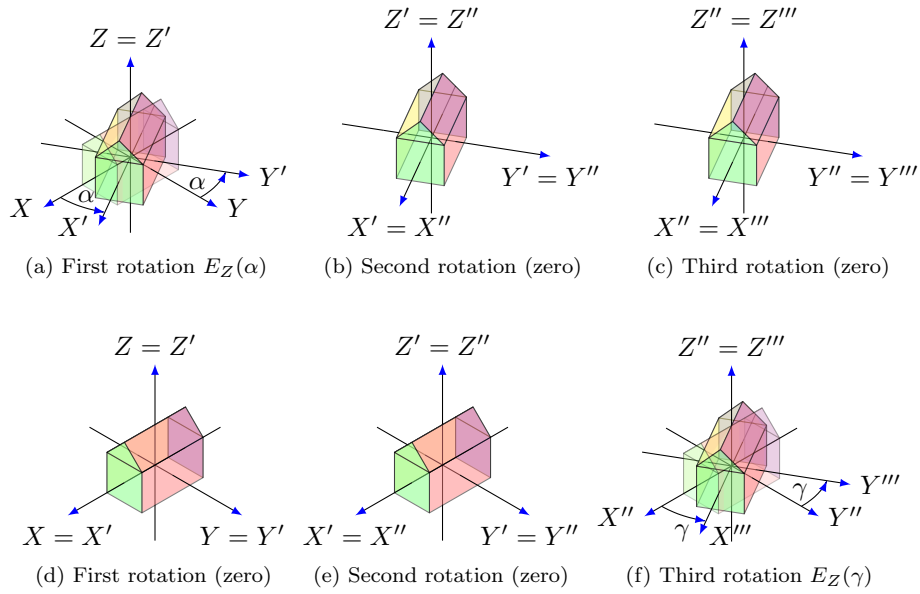 Z = Z′
Z′ = Z″
Z″ = Z‴
α
Y′
α
X
X′
Y
Y′ = Y″
Y″ = Y‴
X′ = X″
X″ = X‴
(a) First rotation E_Z(α)
(b) Second rotation (zero)
(c) Third rotation (zero)
Z = Z′
Z′ = Z″
Z″ = Z‴
Y‴
γ
X″
Y″
γ
X‴
X = X′
Y = Y′
X′ = X″
Y′ = Y″
(d) First rotation (zero)
(e) Second rotation (zero)
(f) Third rotation E_Z(γ)